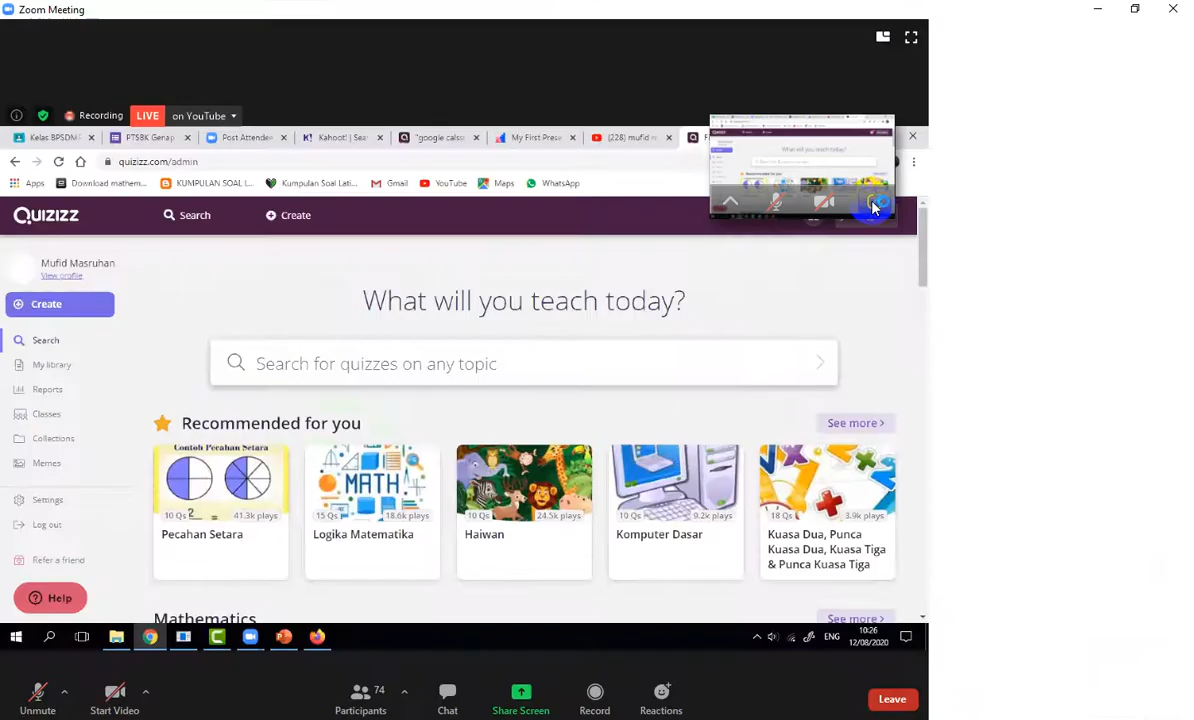 Zoom Meeting
Recording
LIVE
on YouTube
Kelas BPSDM
PTSBK Genap
Post Attende
Kahoot! | Sea
"google calss
My First Prese
(228) mufid m
quizizz.com/admin
Apps
Download mathem...
KUMPULAN SOAL L...
Kumpulan Soal Lati...
Gmail
YouTube
Maps
WhatsApp
QUIZIZZ
Search
Create
Mufid Masruhan
View profile
Create
Search
My library
Reports
Classes
Collections
Memes
Settings
Log out
Refer a friend
Help
What will you teach today?
Search for quizzes on any topic
Recommended for you
See more >
Contoh Pecahan Setara
10 Qs
41.3k plays
Pecahan Setara
MATH
15 Qs
18.6k plays
Logika Matematika
10 Qs
24.5k plays
Haiwan
10 Qs
9.2k plays
Komputer Dasar
18 Qs
3.9k plays
Kuasa Dua, Punca
Kuasa Dua, Kuasa Tiga
& Punca Kuasa Tiga
Mathematics
See more >
ENG
10:26
12/08/2020
Unmute
Start Video
74
Participants
Chat
Share Screen
Record
Reactions
Leave